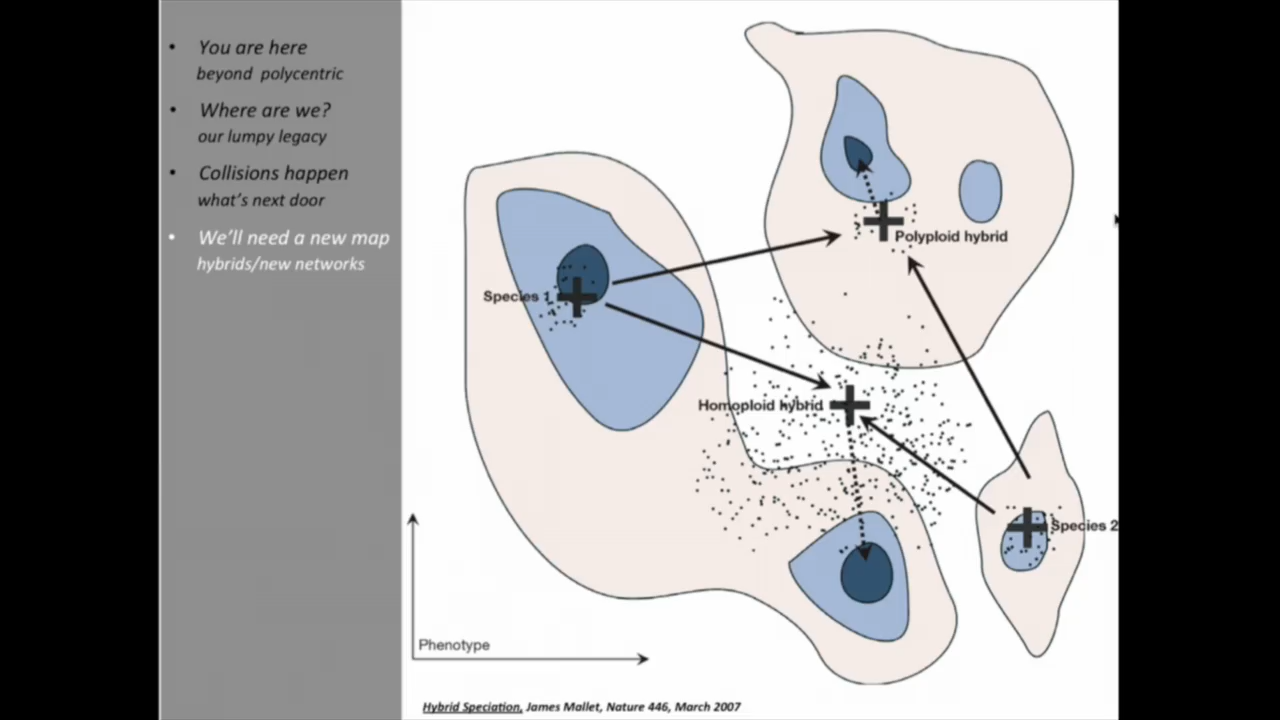 You are here
beyond polycentric
Where are we?
our lumpy legacy
Collisions happen
what's next door
We'll need a new map
hybrids/new networks
Polyploid hybrid
Species 1
Homoploid hybrid
Species 2
Phenotype
Hybrid Speciation, James Mallet, Nature 446, March 2007